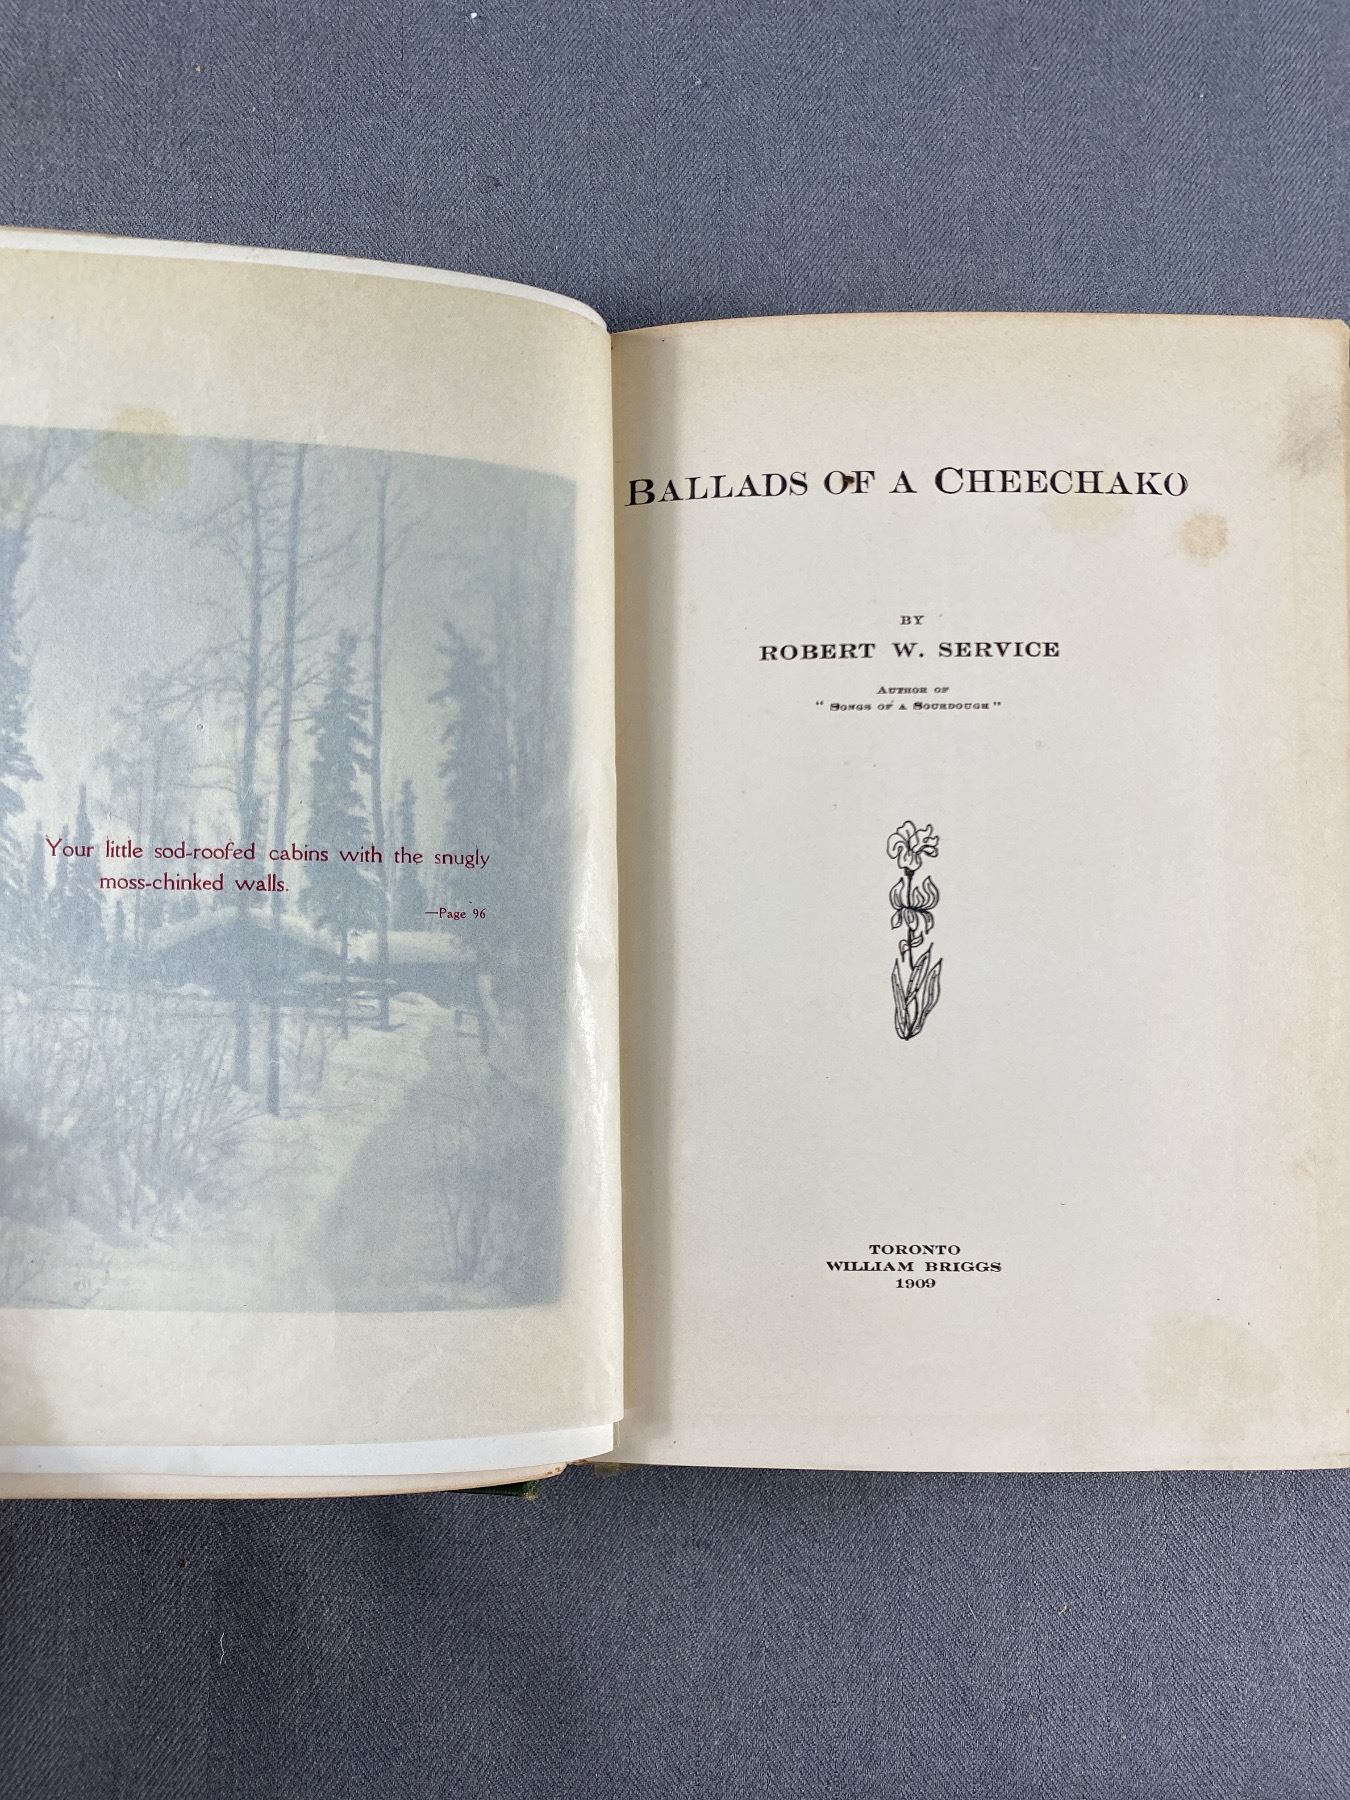 Your little sod-roofed cabins with the snugly
moss-chinked walls.
—Page 96
BALLADS OF A CHEECHAKO
BY
ROBERT W. SERVICE
AUTHOR OF
“ SONGS OF A SOURDOUGH ”
TORONTO
WILLIAM BRIGGS
1909